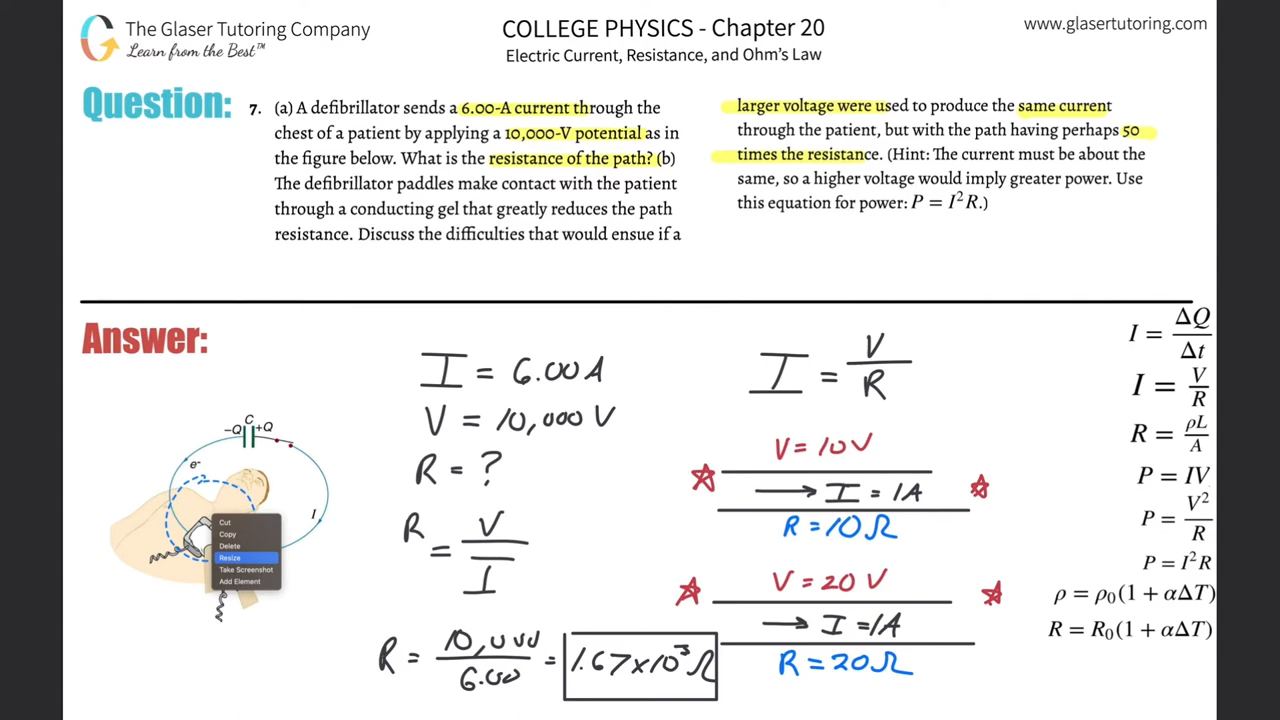 The Glaser Tutoring Company
Learn from the Best™
COLLEGE PHYSICS - Chapter 20
Electric Current, Resistance, and Ohm's Law
www.glasertutoring.com
Question:
7. (a) A defibrillator sends a 6.00-A current through the
chest of a patient by applying a 10,000-V potential as in
the figure below. What is the resistance of the path? (b)
The defibrillator paddles make contact with the patient
through a conducting gel that greatly reduces the path
resistance. Discuss the difficulties that would ensue if a
larger voltage were used to produce the same current
through the patient, but with the path having perhaps 50
times the resistance. (Hint: The current must be about the
same, so a higher voltage would imply greater power. Use
this equation for power: P = I²R.)
Answer:
C
−Q +Q
e⁻
I
Cut
Copy
Delete
Resize
Take Screenshot
Add Element
I = 6.00A
V = 10,000 V
R = ?
R = V/I
R = 10,000/6.00 = 1.67x10³ Ω
I = V/R
V = 10V
→ I = 1A
R = 10Ω
V = 20 V
→ I = 1A
R = 20Ω
I = ΔQ/Δt
I = V/R
R = ρL/A
P = IV
P = V²/R
P = I²R
ρ = ρ₀(1 + αΔT)
R = R₀(1 + αΔT)